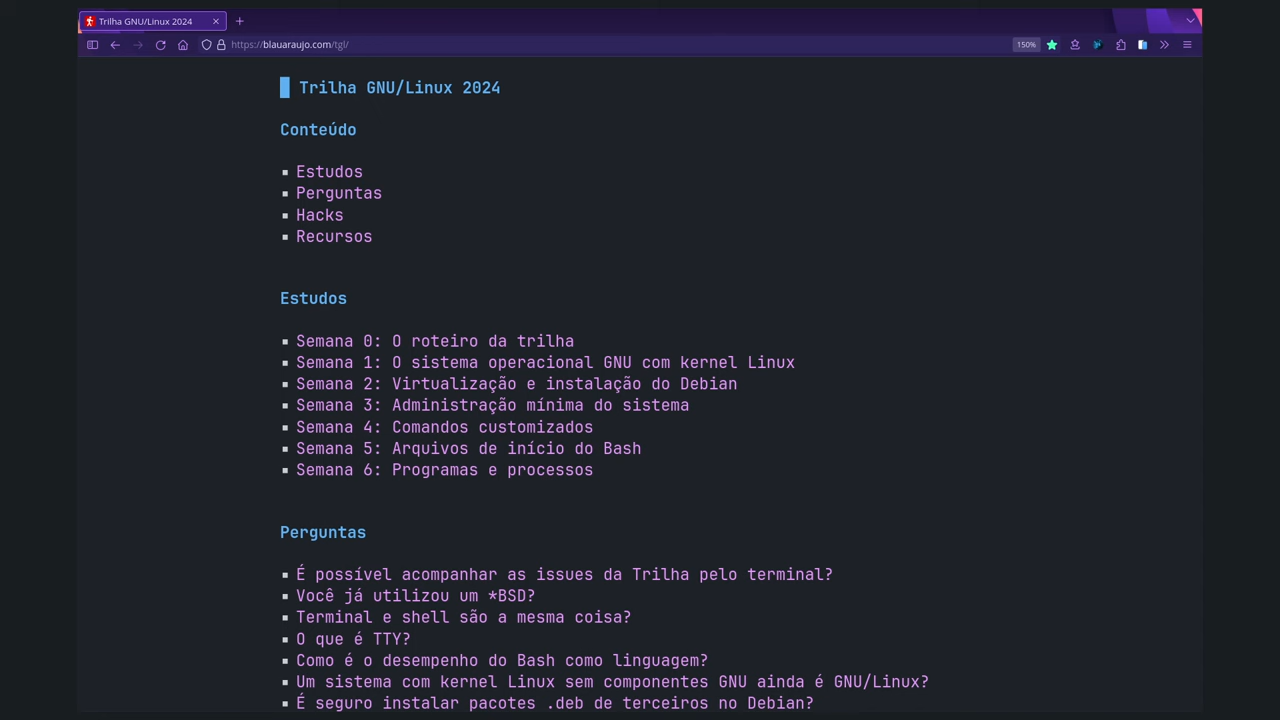 Trilha GNU/Linux 2024
https://blauaraujo.com/tgl/
150%
Trilha GNU/Linux 2024
Conteúdo
Estudos
Perguntas
Hacks
Recursos
Estudos
Semana 0: O roteiro da trilha
Semana 1: O sistema operacional GNU com kernel Linux
Semana 2: Virtualização e instalação do Debian
Semana 3: Administração mínima do sistema
Semana 4: Comandos customizados
Semana 5: Arquivos de início do Bash
Semana 6: Programas e processos
Perguntas
É possível acompanhar as issues da Trilha pelo terminal?
Você já utilizou um *BSD?
Terminal e shell são a mesma coisa?
O que é TTY?
Como é o desempenho do Bash como linguagem?
Um sistema com kernel Linux sem componentes GNU ainda é GNU/Linux?
É seguro instalar pacotes .deb de terceiros no Debian?